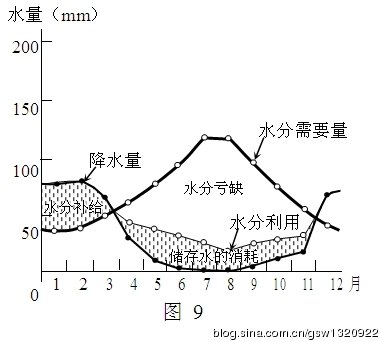 水量（mm）
200
150
100
50
0
水分需要量
降水量
水分亏缺
水分补给
水分利用
储存水的消耗
1 2 3 4 5 6 7 8 9 10 11 12 月
图 9
blog.sina.com.cn/gsw1320922